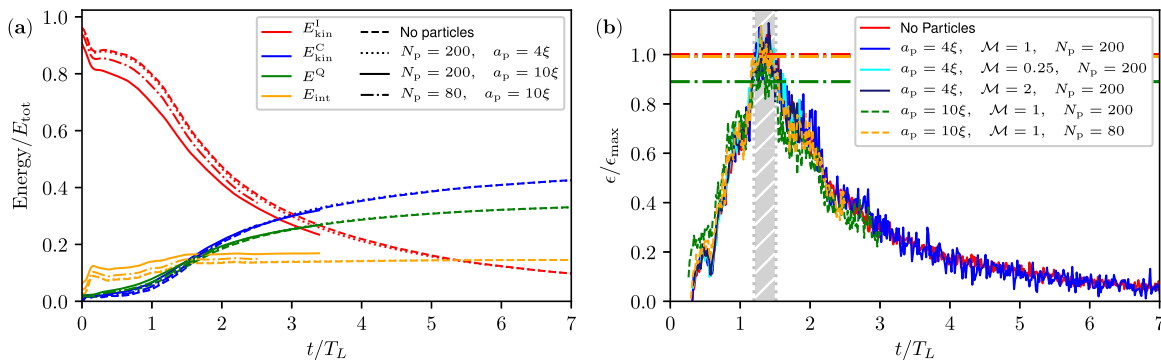 (a)
Energy/E_tot
1.0
0.8
0.6
0.4
0.2
0.0
0 1 2 3 4 5 6 7
t/T_L
E^I_kin
E^C_kin
E^Q
E_int
No particles
N_p = 200, a_p = 4ξ
N_p = 200, a_p = 10ξ
N_p = 80, a_p = 10ξ
(b)
ϵ/ϵ_max
1.0
0.8
0.6
0.4
0.2
0.0
0 1 2 3 4 5 6 7
t/T_L
No Particles
a_p = 4ξ, ℳ = 1, N_p = 200
a_p = 4ξ, ℳ = 0.25, N_p = 200
a_p = 4ξ, ℳ = 2, N_p = 200
a_p = 10ξ, ℳ = 1, N_p = 200
a_p = 10ξ, ℳ = 1, N_p = 80